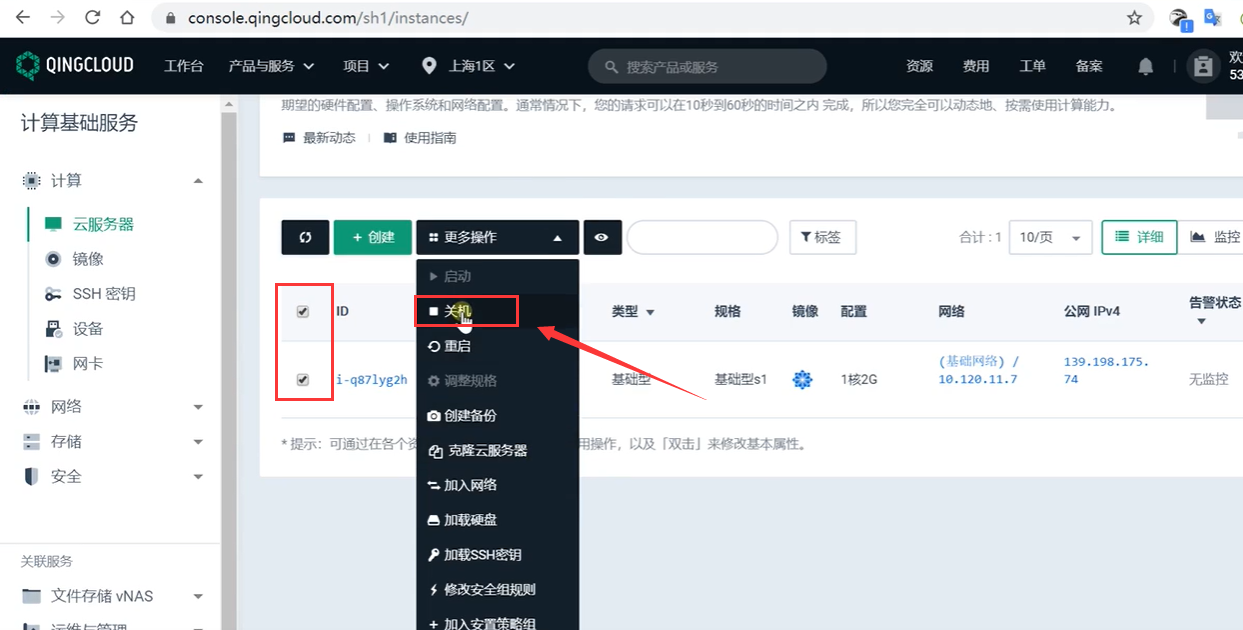 console.qingcloud.com/sh1/instances/
QINGCLOUD 工作台 产品与服务 项目 上海1区 搜索产品或服务 资源 费用 工单 备案
53
计算基础服务
期望的硬件配置、操作系统和网络配置。通常情况下，您的请求可以在10秒到60秒的时间之内 完成，所以您完全可以动态地、按需使用计算能力。
最新动态 使用指南
计算
云服务器
镜像
SSH 密钥
设备
网卡
网络
存储
安全
关联服务
文件存储 vNAS
运维与管理
+ 创建 更多操作 标签 合计 : 1 10/页 详细 监控
启动
关机
重启
调整规格
创建备份
克隆云服务器
加入网络
加载硬盘
加载SSH密钥
修改安全组规则
加入安置策略组
ID 类型 规格 镜像 配置 网络 公网 IPv4 告警状态
i-q87lyg2h 基础型 基础型s1 1核2G (基础网络) / 139.198.175. 无监控
10.120.11.7 74
* 提示：可通过在各个资
用操作，以及「双击」来修改基本属性。